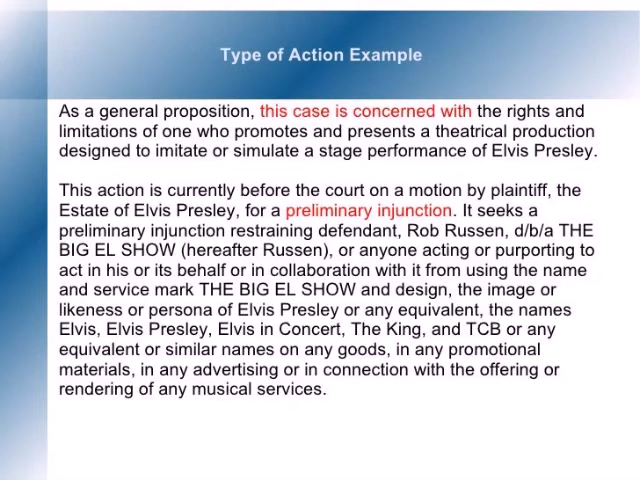 Type of Action Example
As a general proposition, this case is concerned with the rights and
limitations of one who promotes and presents a theatrical production
designed to imitate or simulate a stage performance of Elvis Presley.
This action is currently before the court on a motion by plaintiff, the
Estate of Elvis Presley, for a preliminary injunction. It seeks a
preliminary injunction restraining defendant, Rob Russen, d/b/a THE
BIG EL SHOW (hereafter Russen), or anyone acting or purporting to
act in his or its behalf or in collaboration with it from using the name
and service mark THE BIG EL SHOW and design, the image or
likeness or persona of Elvis Presley or any equivalent, the names
Elvis, Elvis Presley, Elvis in Concert, The King, and TCB or any
equivalent or similar names on any goods, in any promotional
materials, in any advertising or in connection with the offering or
rendering of any musical services.